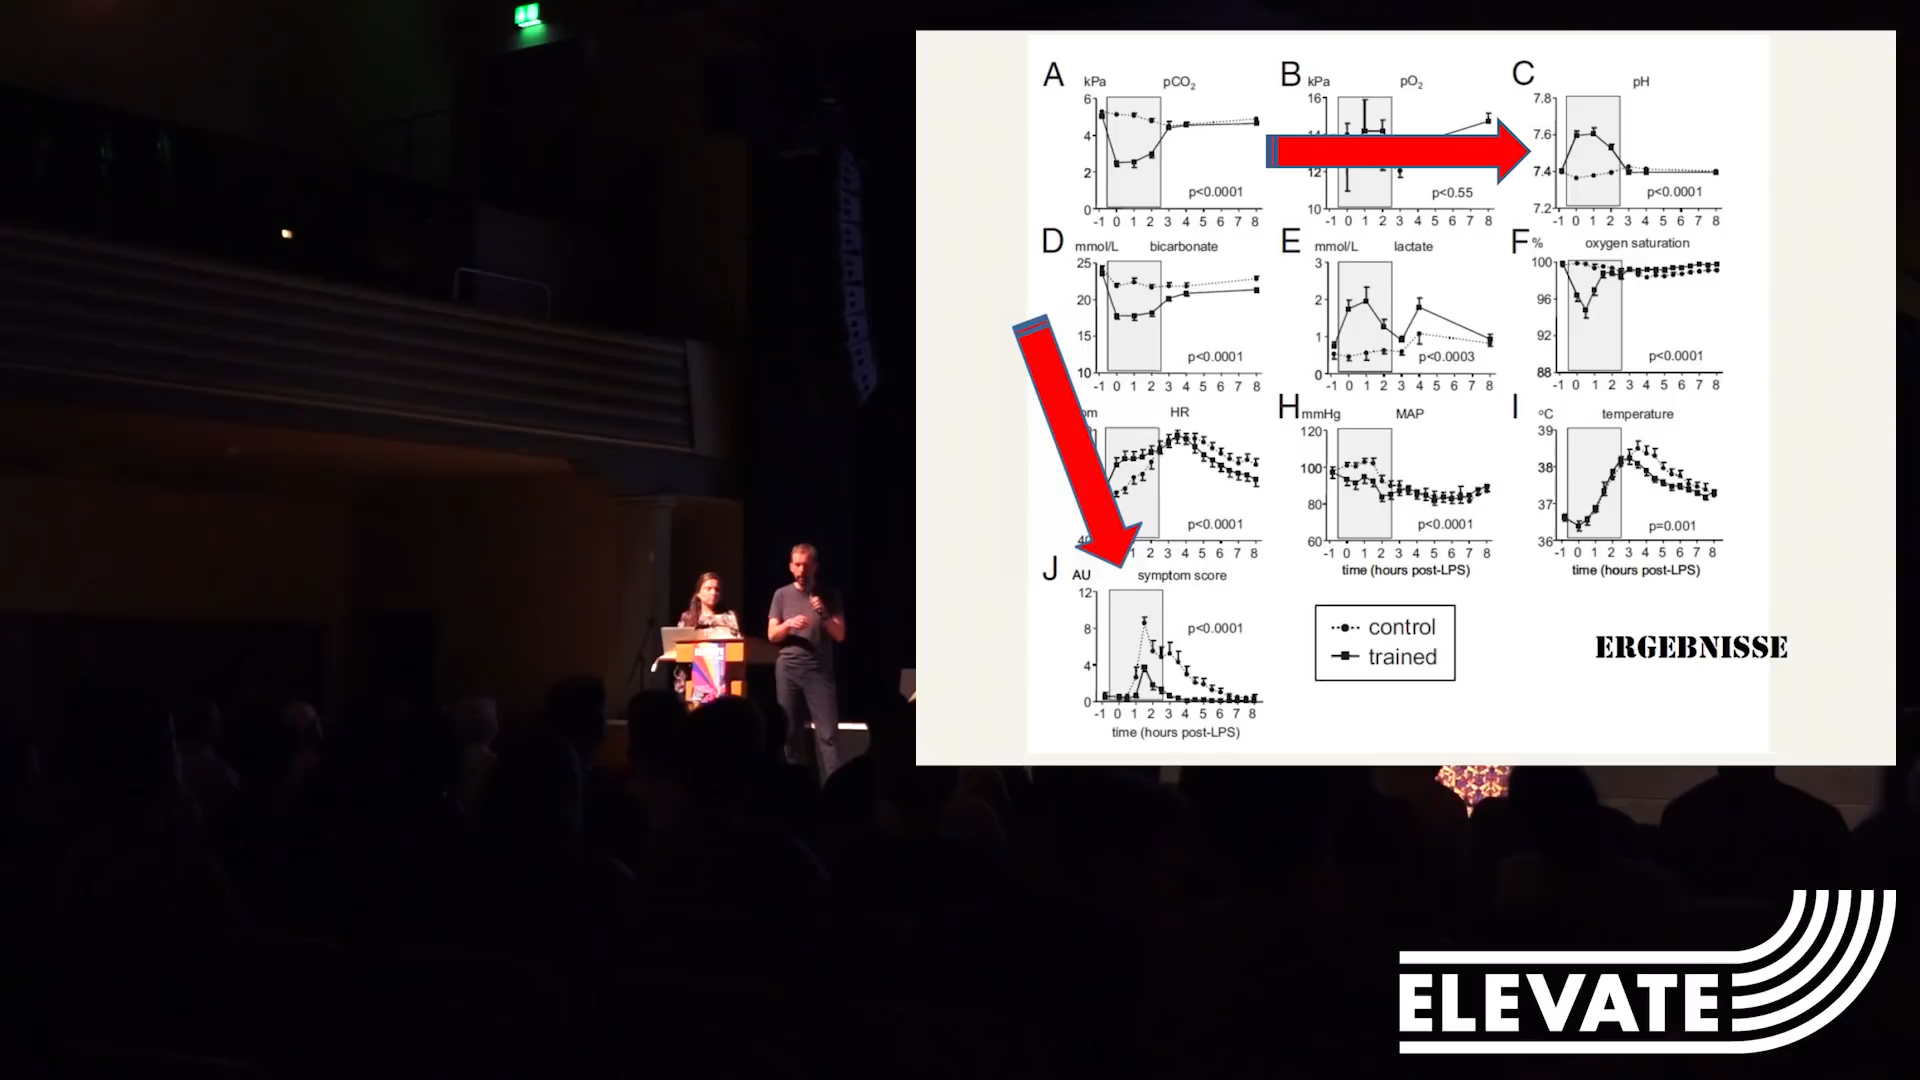 A kPa pCO2
6
4
2
0
p<0.0001
-1 0 1 2 3 4 5 6 7 8
B kPa pO2
16
14
12
10
p<0.55
-1 0 1 2 3 4 5 6 7 8
C pH
7.8
7.6
7.4
7.2
p<0.0001
-1 0 1 2 3 4 5 6 7 8
D mmol/L bicarbonate
25
20
15
10
p<0.0001
-1 0 1 2 3 4 5 6 7 8
E mmol/L lactate
3
2
1
0
p<0.0003
-1 0 1 2 3 4 5 6 7 8
F % oxygen saturation
100
96
92
88
p<0.0001
-1 0 1 2 3 4 5 6 7 8
HR
p<0.0001
40
1 2 3 4 5 6 7 8
H mmHg MAP
120
100
80
60
p<0.0001
-1 0 1 2 3 4 5 6 7 8
time (hours post-LPS)
I °C temperature
39
38
37
36
p=0.001
-1 0 1 2 3 4 5 6 7 8
time (hours post-LPS)
J AU symptom score
12
8
4
0
p<0.0001
-1 0 1 2 3 4 5 6 7 8
time (hours post-LPS)
control
trained
ERGEBNISSE
ELEVATE